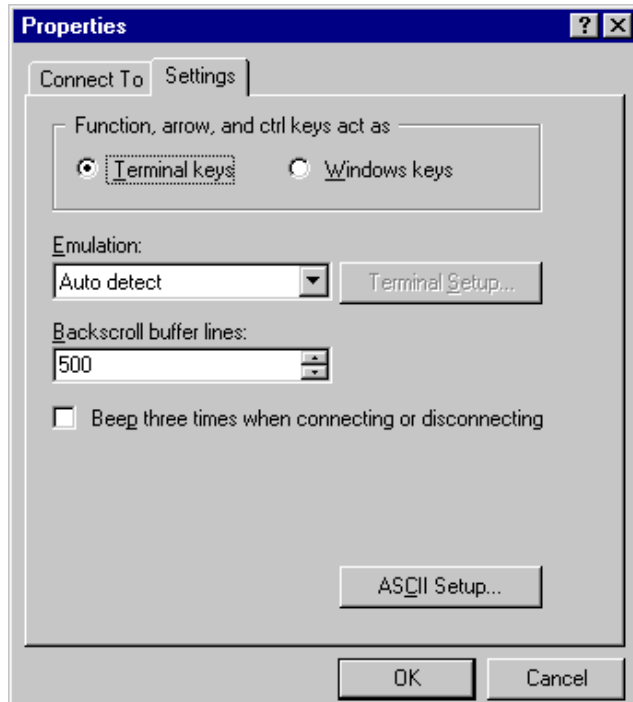 Properties
Connect To Settings
Function, arrow, and ctrl keys act as
Terminal keys Windows keys
Emulation:
Auto detect Terminal Setup...
Backscroll buffer lines:
500
Beep three times when connecting or disconnecting
ASCII Setup...
OK Cancel